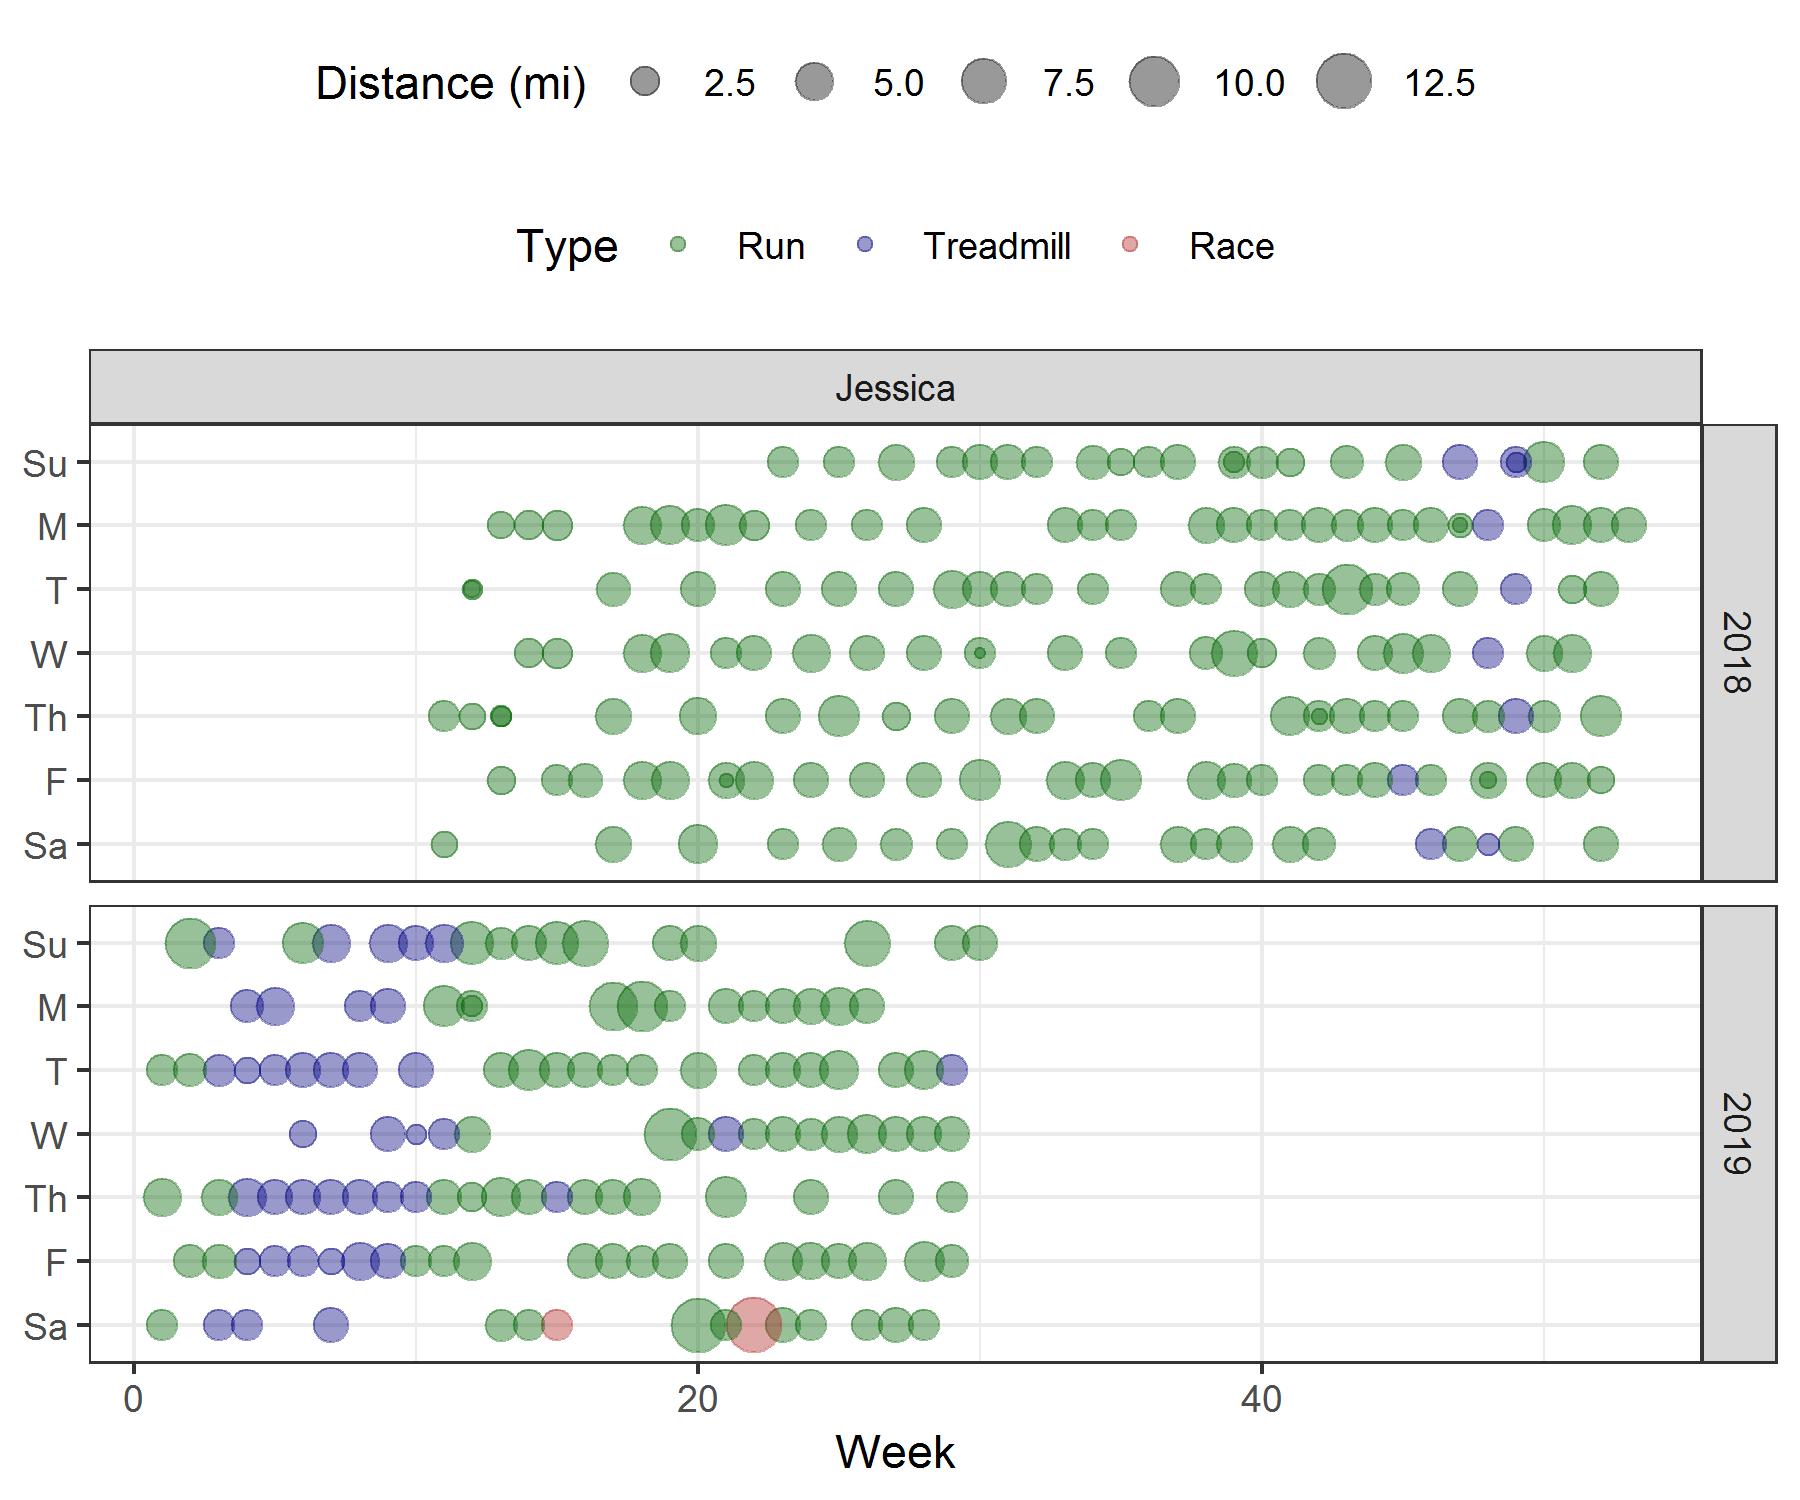 Distance (mi) 2.5 5.0 7.5 10.0 12.5
Type Run Treadmill Race
Jessica
Su
M
T
W
Th
F
Sa
2018
Su
M
T
W
Th
F
Sa
2019
0 20 40
Week